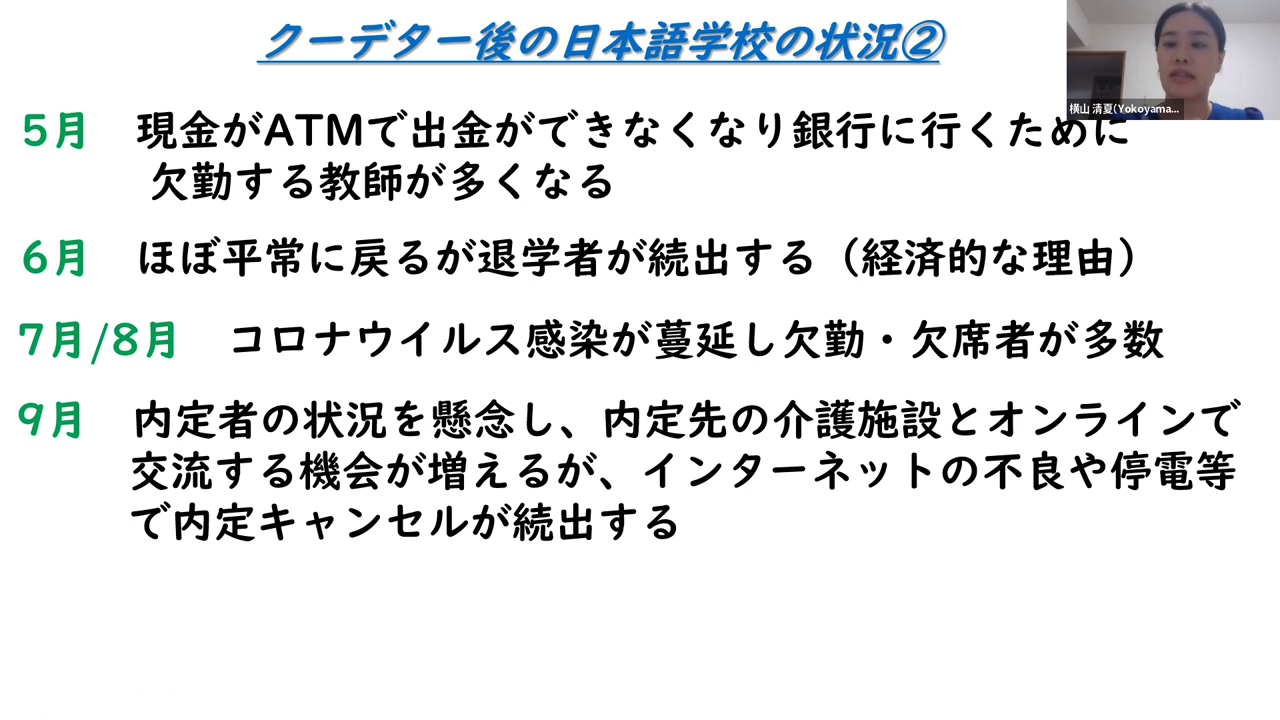 クーデター後の日本語学校の状況②
横山 清夏(Yokoyama...
5月 現金がATMで出金ができなくなり銀行に行くために
欠勤する教師が多くなる
6月 ほぼ平常に戻るが退学者が続出する（経済的な理由）
7月/8月 コロナウイルス感染が蔓延し欠勤・欠席者が多数
9月 内定者の状況を懸念し、内定先の介護施設とオンラインで
交流する機会が増えるが、インターネットの不良や停電等
で内定キャンセルが続出する